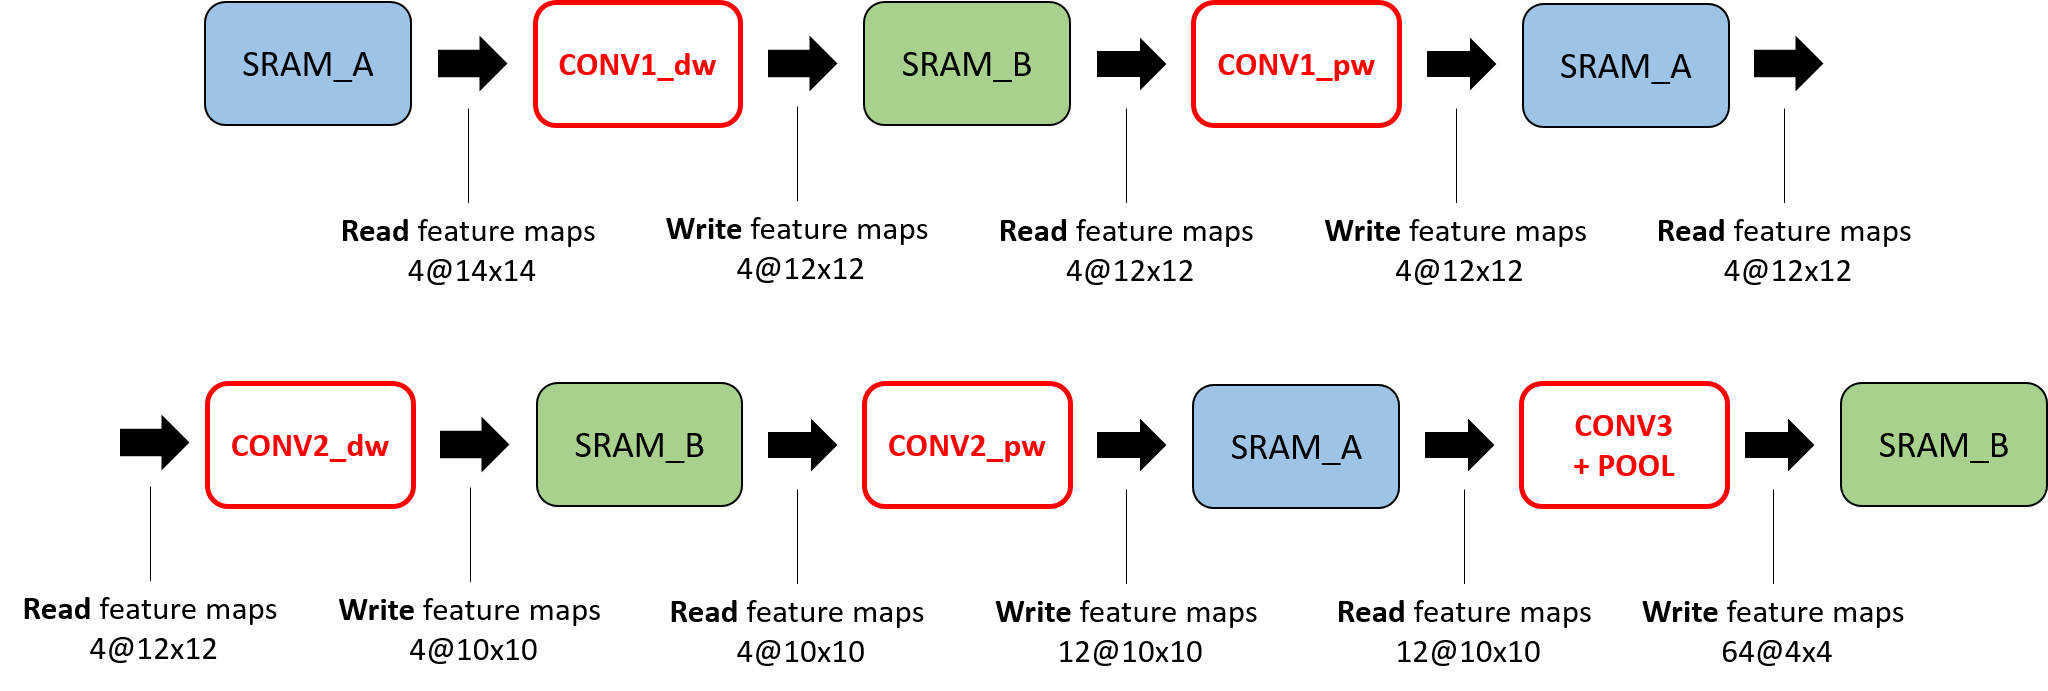 SRAM_A
CONV1_dw
SRAM_B
CONV1_pw
SRAM_A
Read feature maps
4@14x14
Write feature maps
4@12x12
Read feature maps
4@12x12
Write feature maps
4@12x12
Read feature maps
4@12x12
CONV2_dw
SRAM_B
CONV2_pw
SRAM_A
CONV3
+ POOL
SRAM_B
Read feature maps
4@12x12
Write feature maps
4@10x10
Read feature maps
4@10x10
Write feature maps
12@10x10
Read feature maps
12@10x10
Write feature maps
64@4x4